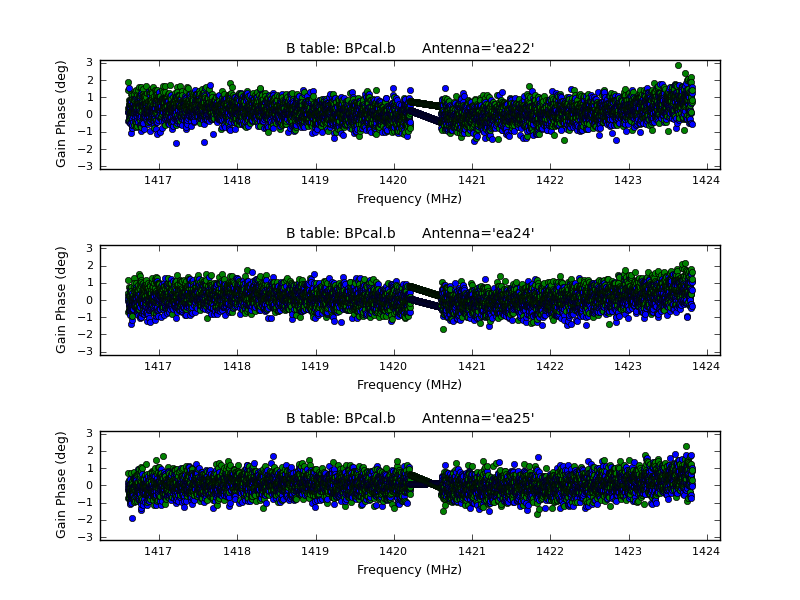 B table: BPcal.b Antenna='ea22'
Gain Phase (deg)
3
2
1
0
−1
−2
−3
1417 1418 1419 1420 1421 1422 1423 1424
Frequency (MHz)
B table: BPcal.b Antenna='ea24'
Gain Phase (deg)
3
2
1
0
−1
−2
−3
1417 1418 1419 1420 1421 1422 1423 1424
Frequency (MHz)
B table: BPcal.b Antenna='ea25'
Gain Phase (deg)
3
2
1
0
−1
−2
−3
1417 1418 1419 1420 1421 1422 1423 1424
Frequency (MHz)